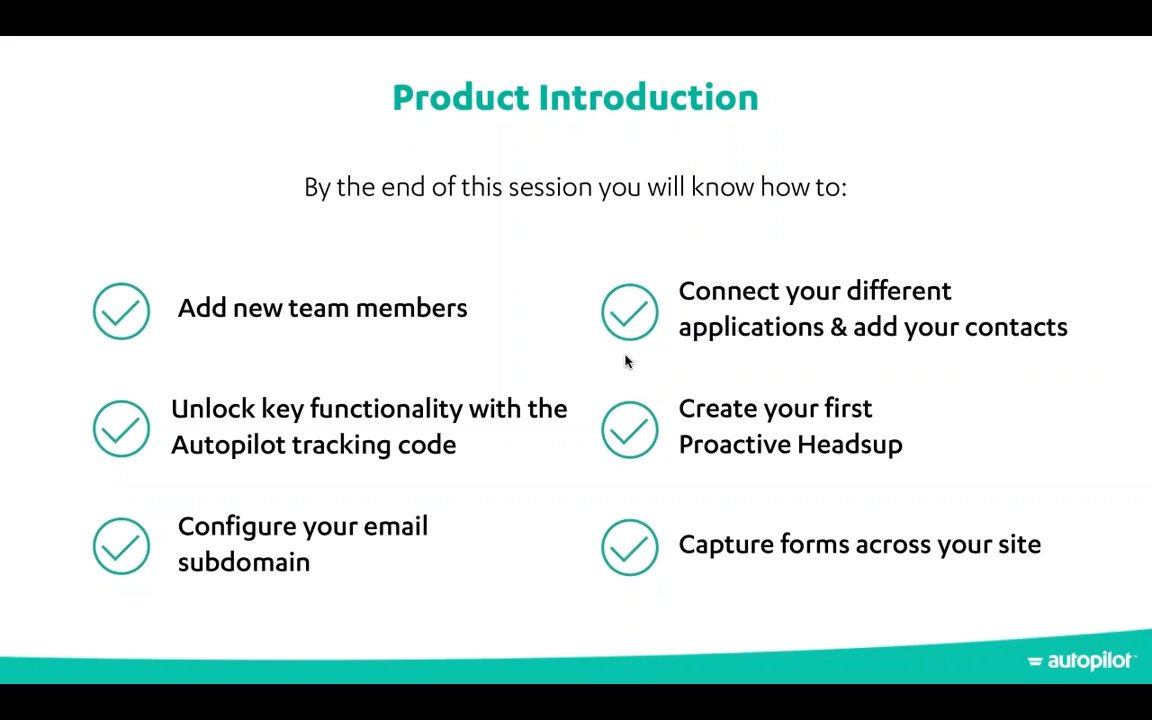 Product Introduction
By the end of this session you will know how to:
Add new team members
Unlock key functionality with the
Autopilot tracking code
Configure your email
subdomain
Connect your different
applications & add your contacts
Create your first
Proactive Headsup
Capture forms across your site
autopilot™